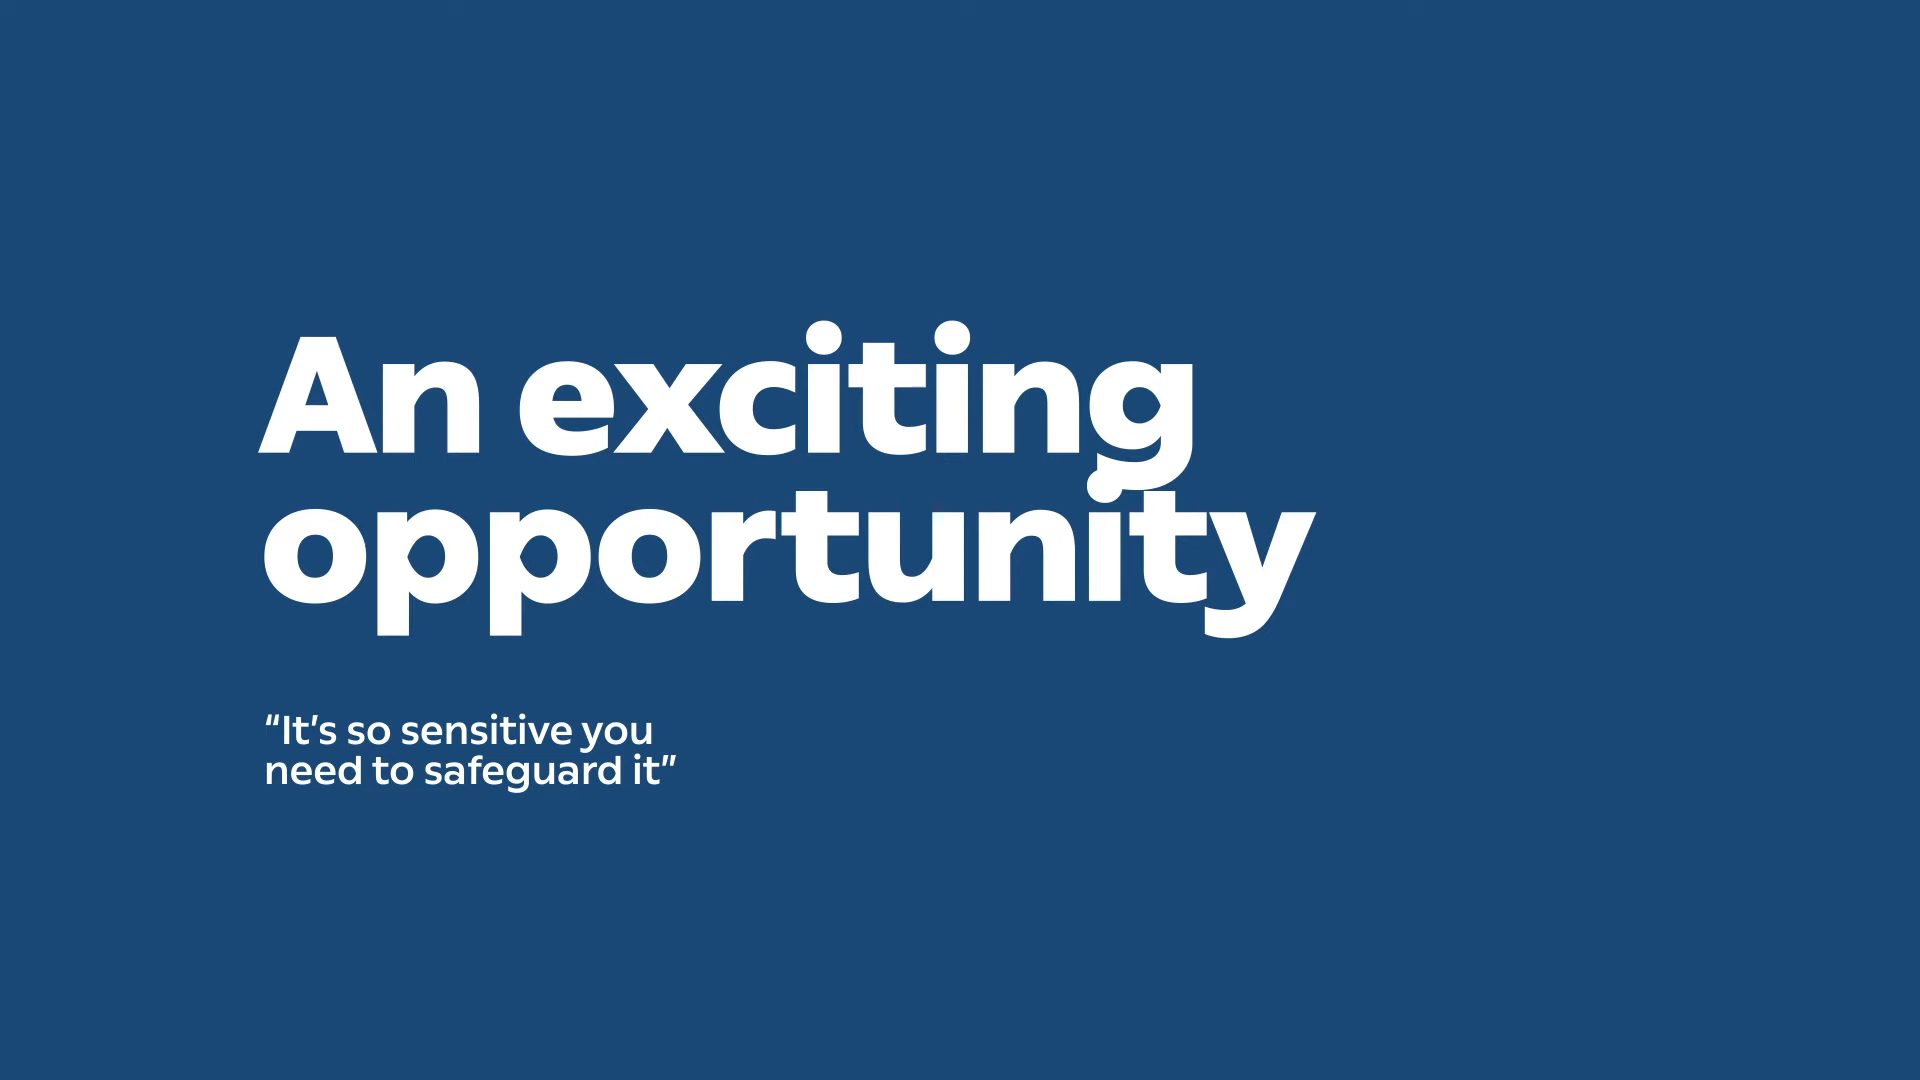 An exciting
opportunity
“It’s so sensitive you
need to safeguard it”